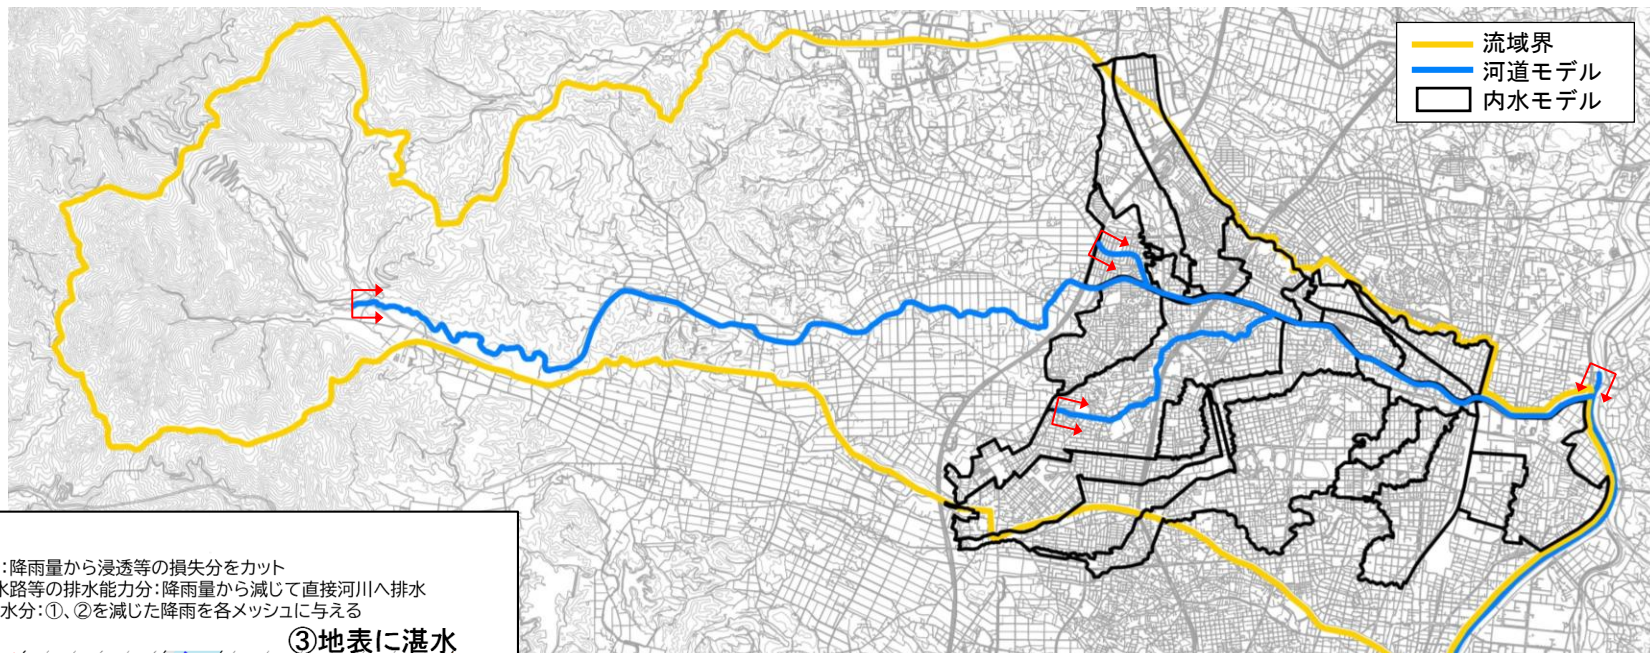 流域界
河道モデル
内水モデル
：降雨量から浸透等の損失分をカット
水路等の排水能力分：降雨量から減じて直接河川へ排水
水分：①、②を減じた降雨を各メッシュに与える
③地表に湛水